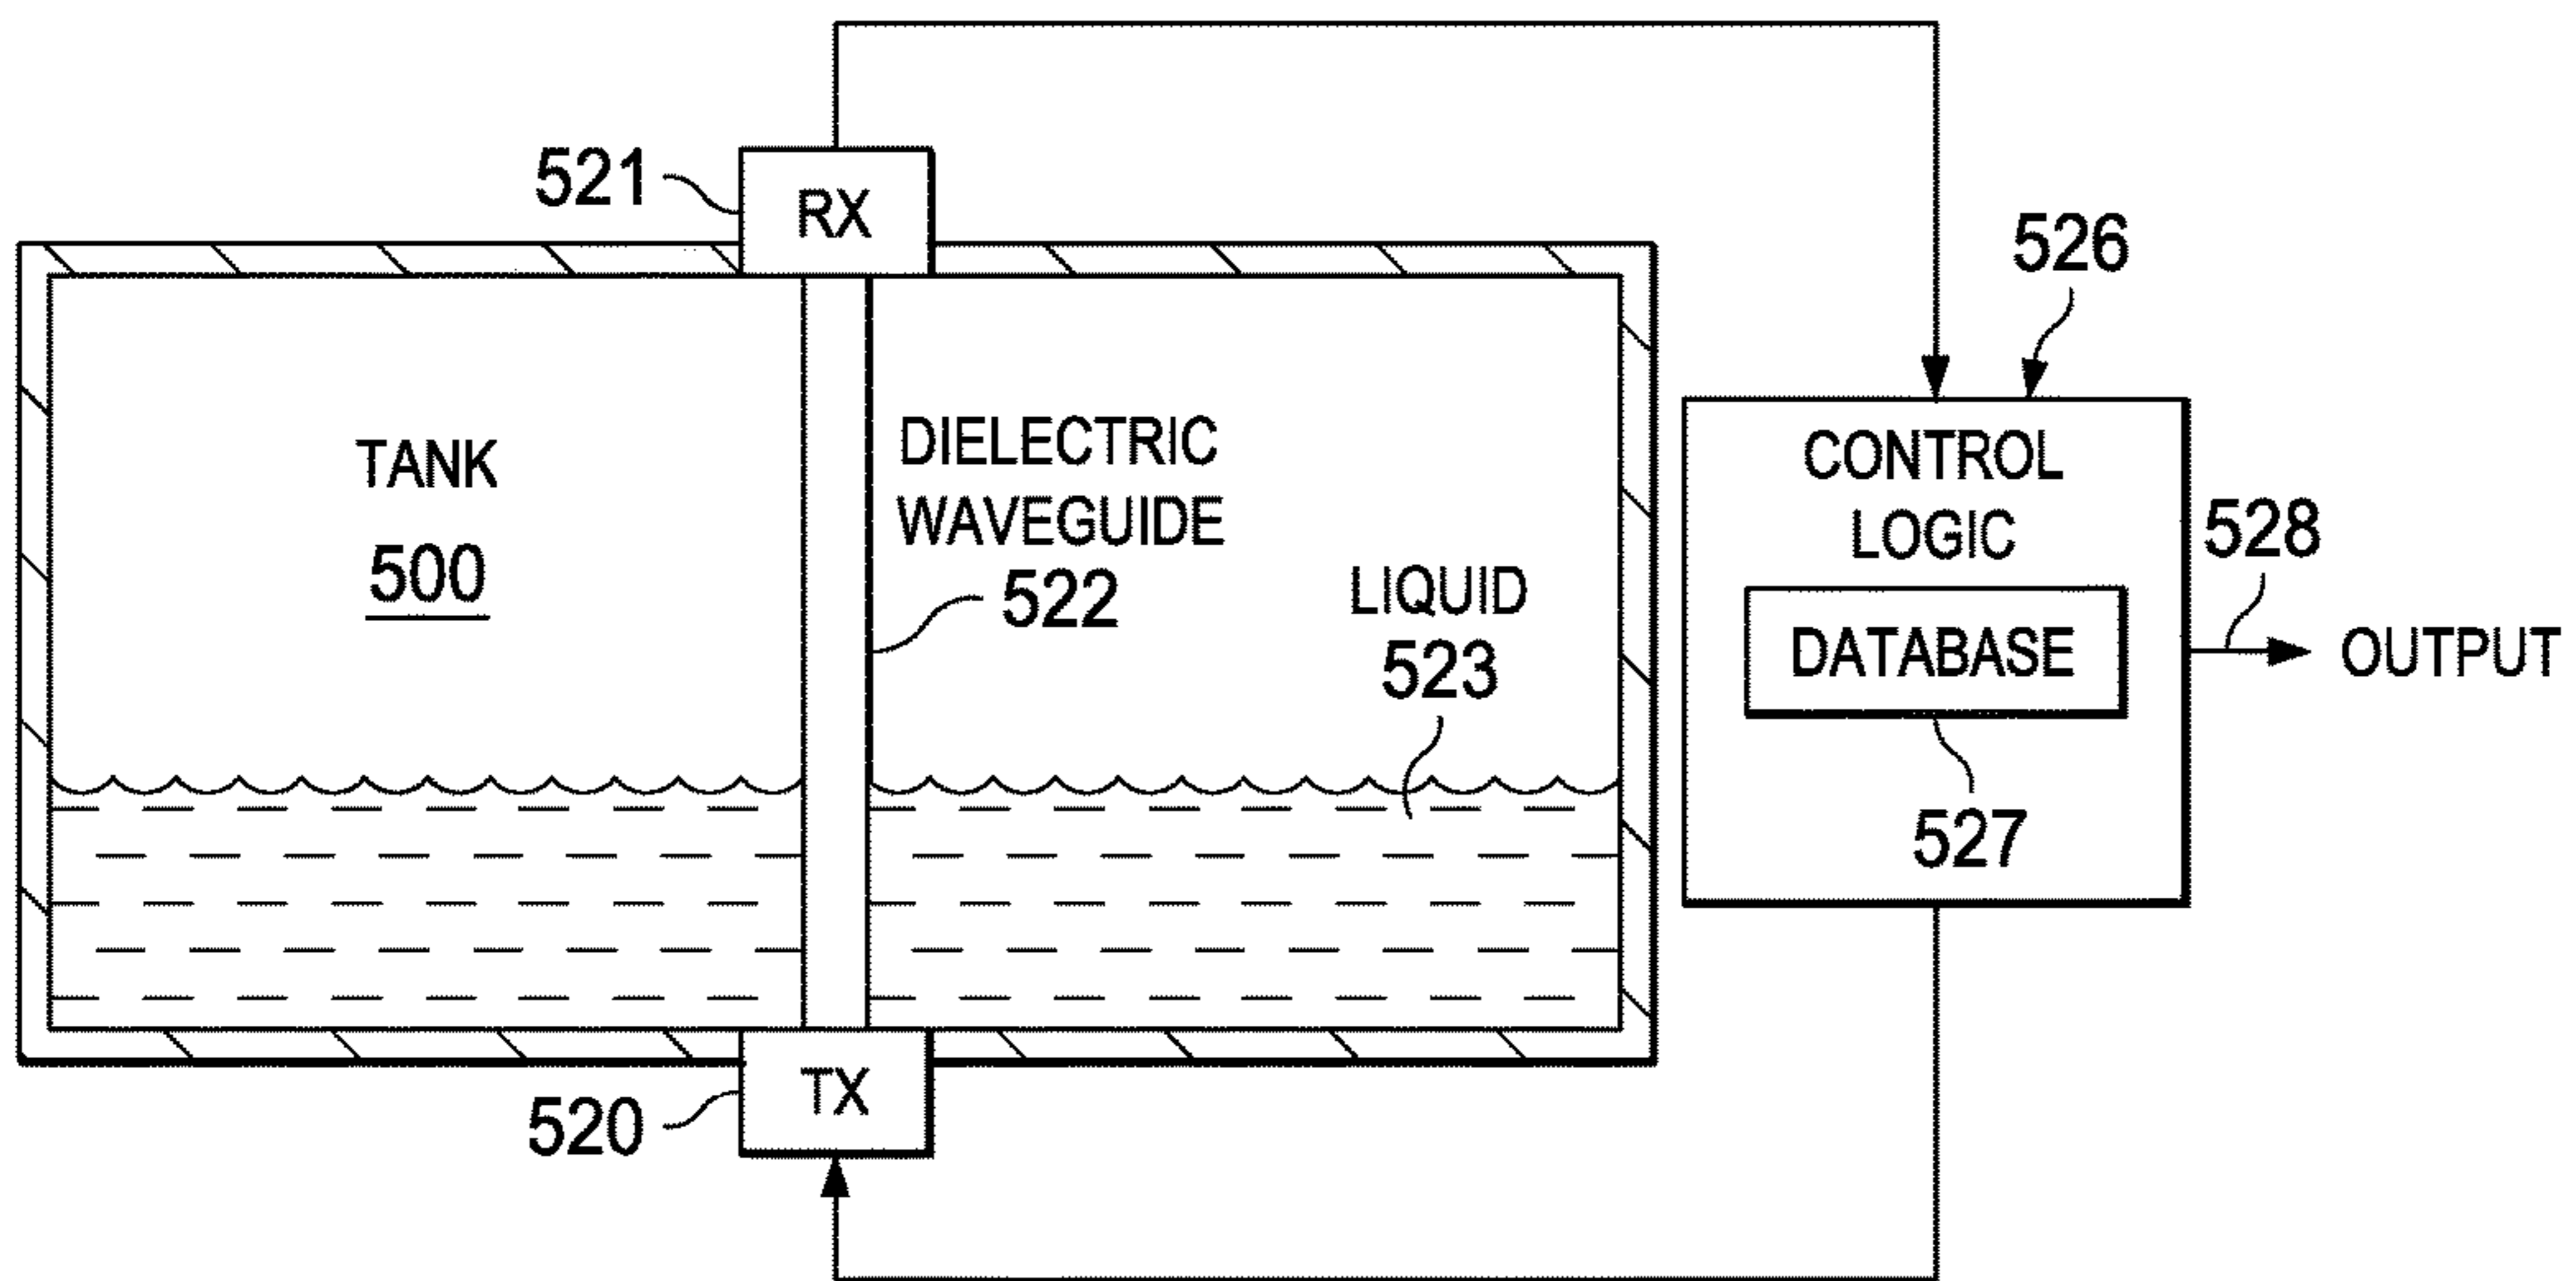 521
RX
526
TANK
500
DIELECTRIC
WAVEGUIDE
522
LIQUID
523
CONTROL
LOGIC
DATABASE
527
528
OUTPUT
520
TX